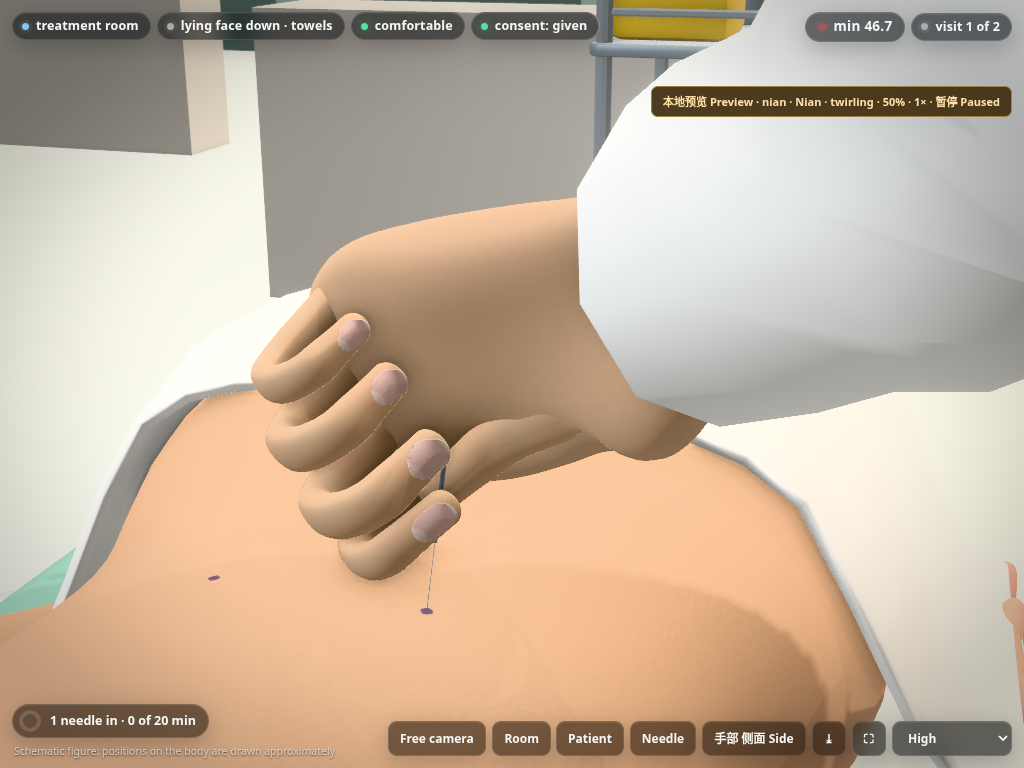 treatment room
lying face down · towels
comfortable
consent: given
min 46.7
visit 1 of 2
本地预览 Preview · nian · Nian · twirling · 50% · 1× · 暂停 Paused
1 needle in · 0 of 20 min
Schematic figure: positions on the body are drawn approximately
Free camera
Room
Patient
Needle
手部 侧面 Side
High